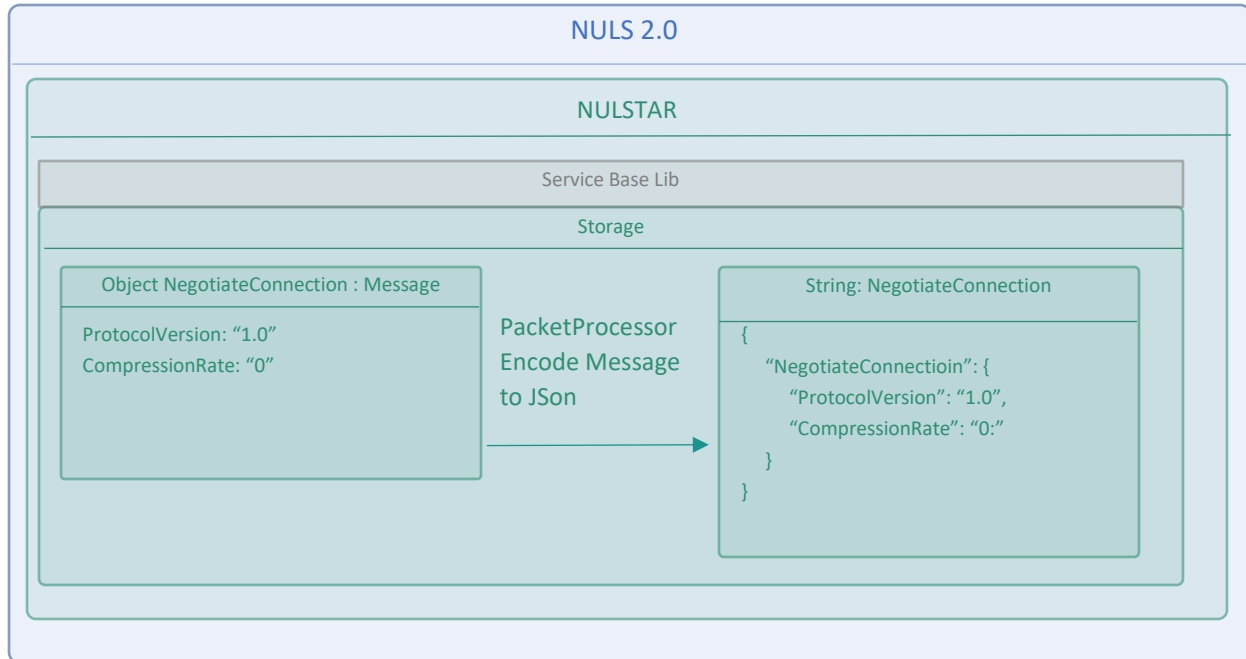 NULS 2.0
NULSTAR
Service Base Lib
Storage
Object NegotiateConnection : Message
ProtocolVersion: “1.0”
CompressionRate: “0”
PacketProcessor
Encode Message
to JSon
String: NegotiateConnection
{
“NegotiateConnectioin”: {
“ProtocolVersion”: “1.0”,
“CompressionRate”: “0:”
}
}